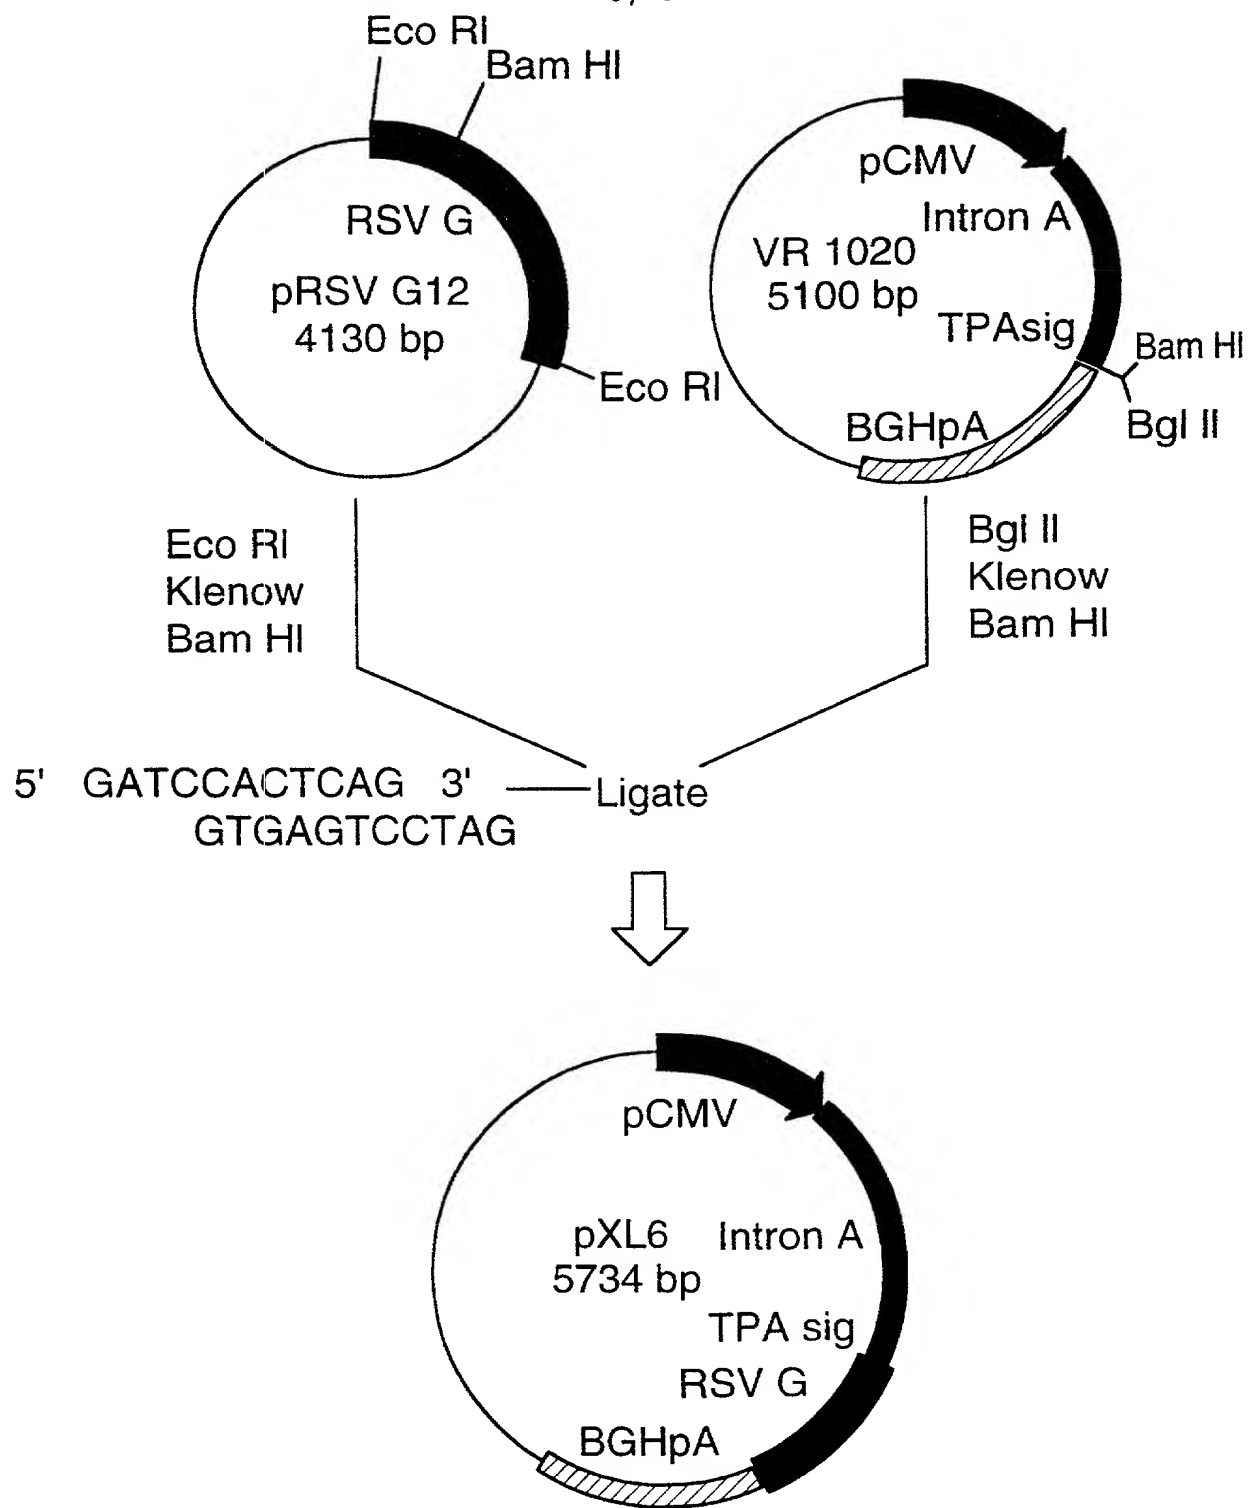 Eco RI
Bam HI
RSV G
pRSV G12
4130 bp
Eco RI
pCMV
Intron A
VR 1020
5100 bp
TPAsig
Bam HI
Bgl II
BGHpA
Eco RI
Klenow
Bam HI
Bgl II
Klenow
Bam HI
5' GATCCACTCAG 3'
GTGAGTCCTAG
Ligate
pCMV
pXL6
5734 bp
Intron A
TPA sig
RSV G
BGHpA